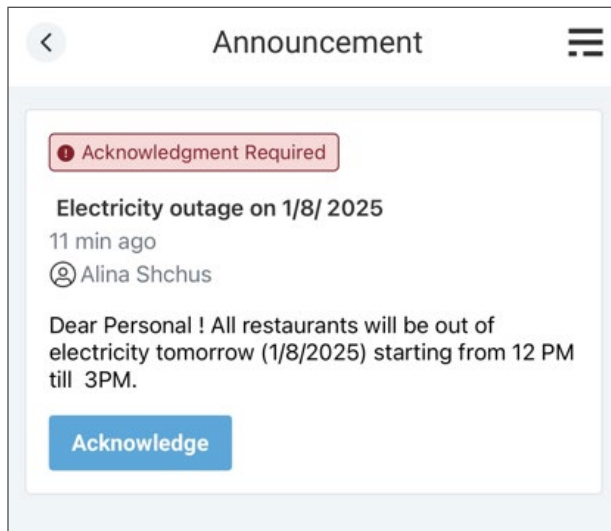 Announcement
Acknowledgment Required
Electricity outage on 1/8/ 2025
11 min ago
Alina Shchus
Dear Personal ! All restaurants will be out of
electricity tomorrow (1/8/2025) starting from 12 PM
till  3PM.
Acknowledge